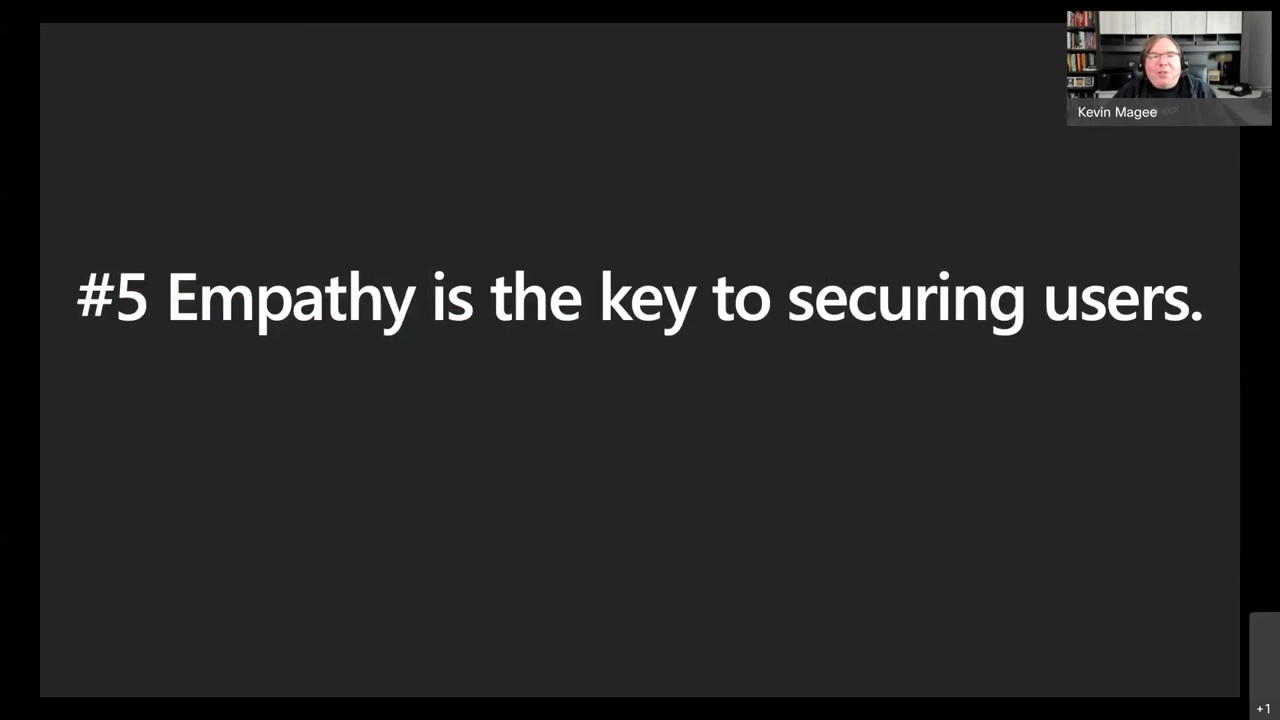 Kevin Magee
#5 Empathy is the key to securing users.
+1